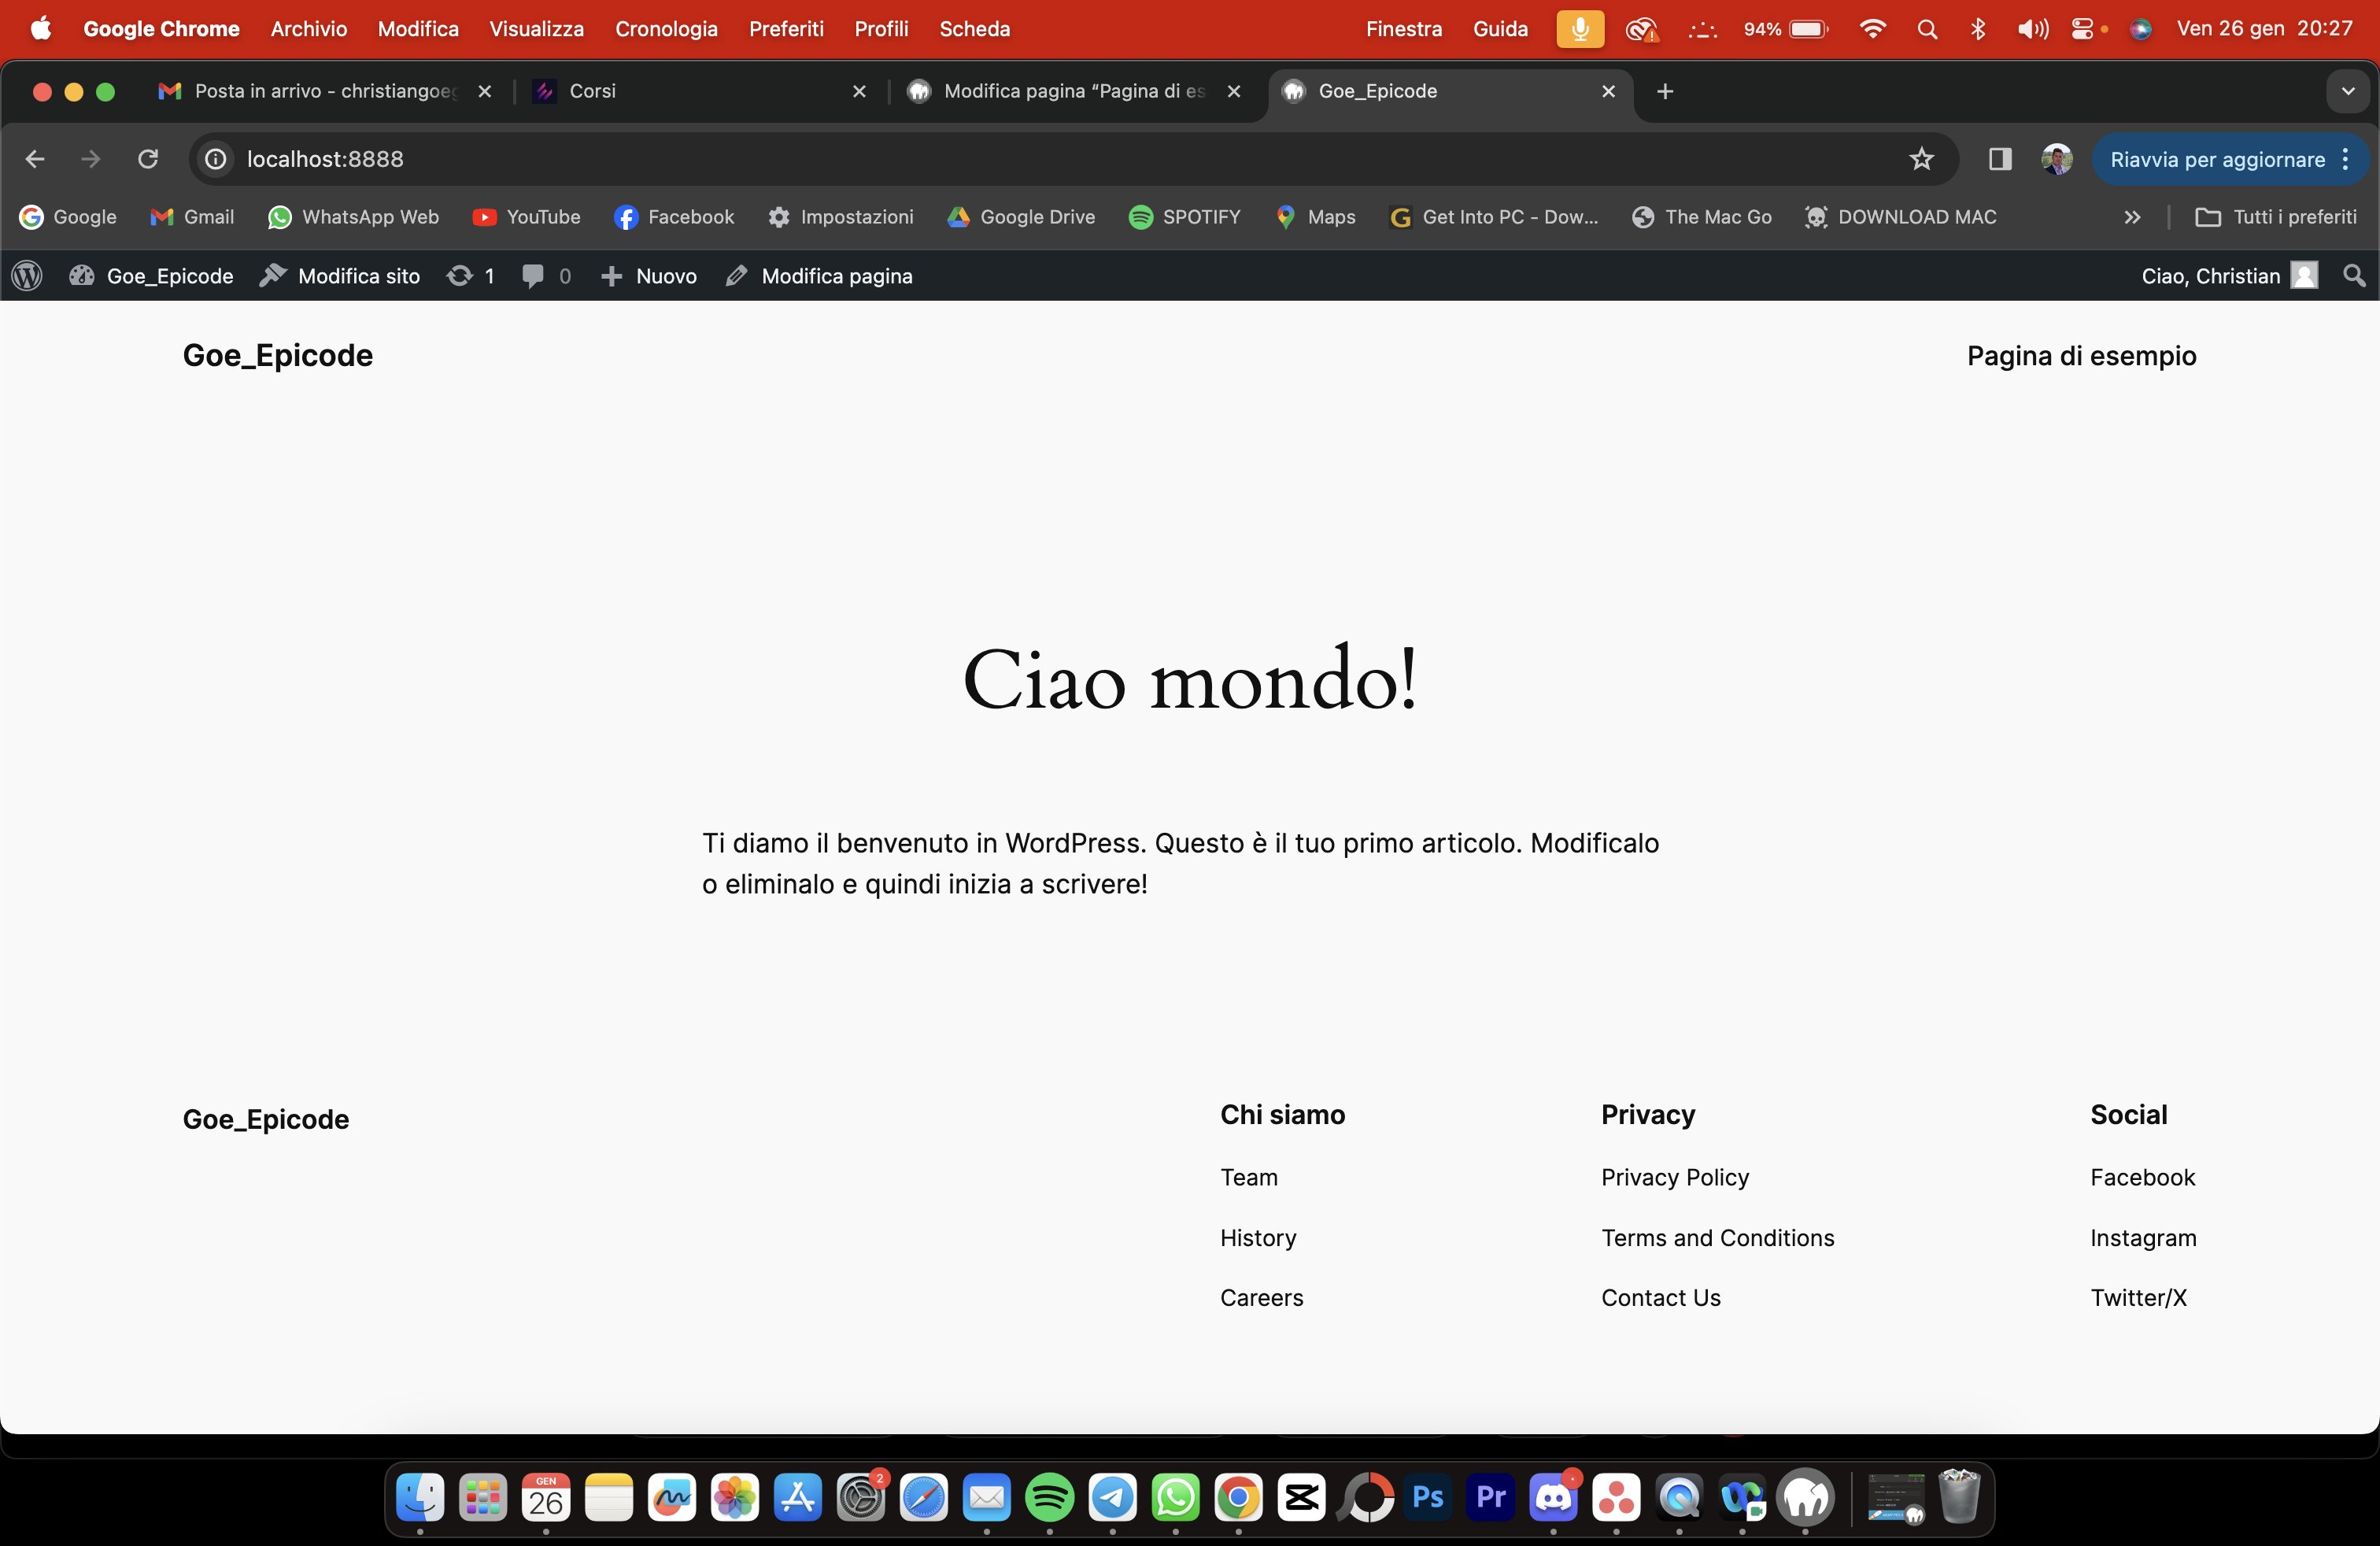 Google Chrome Archivio Modifica Visualizza Cronologia Preferiti Profili Scheda Finestra Guida 94% Ven 26 gen 20:27
Posta in arrivo - christiangoeg Corsi Modifica pagina “Pagina di es Goe_Epicode
localhost:8888 Riavvia per aggiornare
Google Gmail WhatsApp Web YouTube Facebook Impostazioni Google Drive SPOTIFY Maps Get Into PC - Dow... The Mac Go DOWNLOAD MAC » Tutti i preferiti
Goe_Epicode Modifica sito 1 0 Nuovo Modifica pagina Ciao, Christian
Goe_Epicode Pagina di esempio
Ciao mondo!
Ti diamo il benvenuto in WordPress. Questo è il tuo primo articolo. Modificalo
o eliminalo e quindi inizia a scrivere!
Goe_Epicode
Chi siamo
Team
History
Careers
Privacy
Privacy Policy
Terms and Conditions
Contact Us
Social
Facebook
Instagram
Twitter/X
GEN
26
2
Ps
Pr